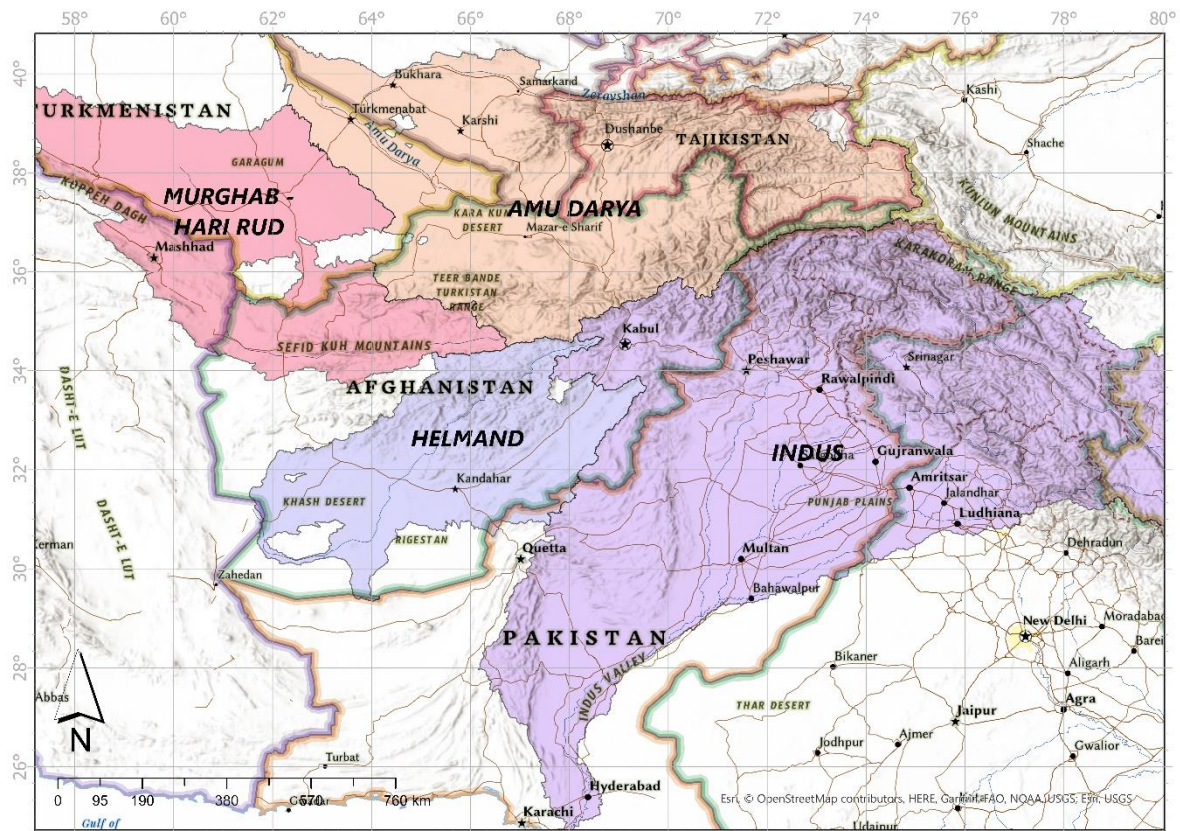 58° 60° 62° 64° 66° 68° 70° 72° 74° 76° 78° 80°
40°
38°
36°
34°
32°
30°
28°
26°
Bukhara
Samarkand
Zeravshan
Kashi
URKMENISTAN
Turkmenabat
Karshi
Amu Darya
Dushanbe
TAJIKISTAN
Shache
GARAGUM
KOPREH DAGH
MURGHAB
HARI RUD
AMU DARYA
KARA KUM
DESERT
Mazar-e Sharif
KUNLUN MOUNTAINS
Mashhad
KARAKORAM RANGE
TEER BANDE
TURKISTAN
RANGE
SEFID KUH MOUNTAINS
Kabul
Peshawar
Srinagar
Rawalpindi
AFGHANISTAN
DASHT-E LUT
HELMAND
INDUS
Gujranwala
Kandahar
KHASH DESERT
PUNJAB PLAINS
Amritsar
Jalandhar
Ludhiana
DASHT-E LUT
RIGESTAN
Quetta
Multan
Dehradun
Kerman
Zahedan
Bahawalpur
PAKISTAN
New Delhi
Moradabad
Barei
Bikaner
Aligarh
INDUS VALLEY
Abbas
THAR DESERT
Jaipur
Agra
N
Turbat
Jodhpur
Ajmer
Gwalior
0 95 190 380 570 760 km
Hyderabad
Karachi
Gulf of
Udaipur
Esri, © OpenStreetMap contributors, HERE, Garmin, FAO, NOAA, USGS, Esri, USGS